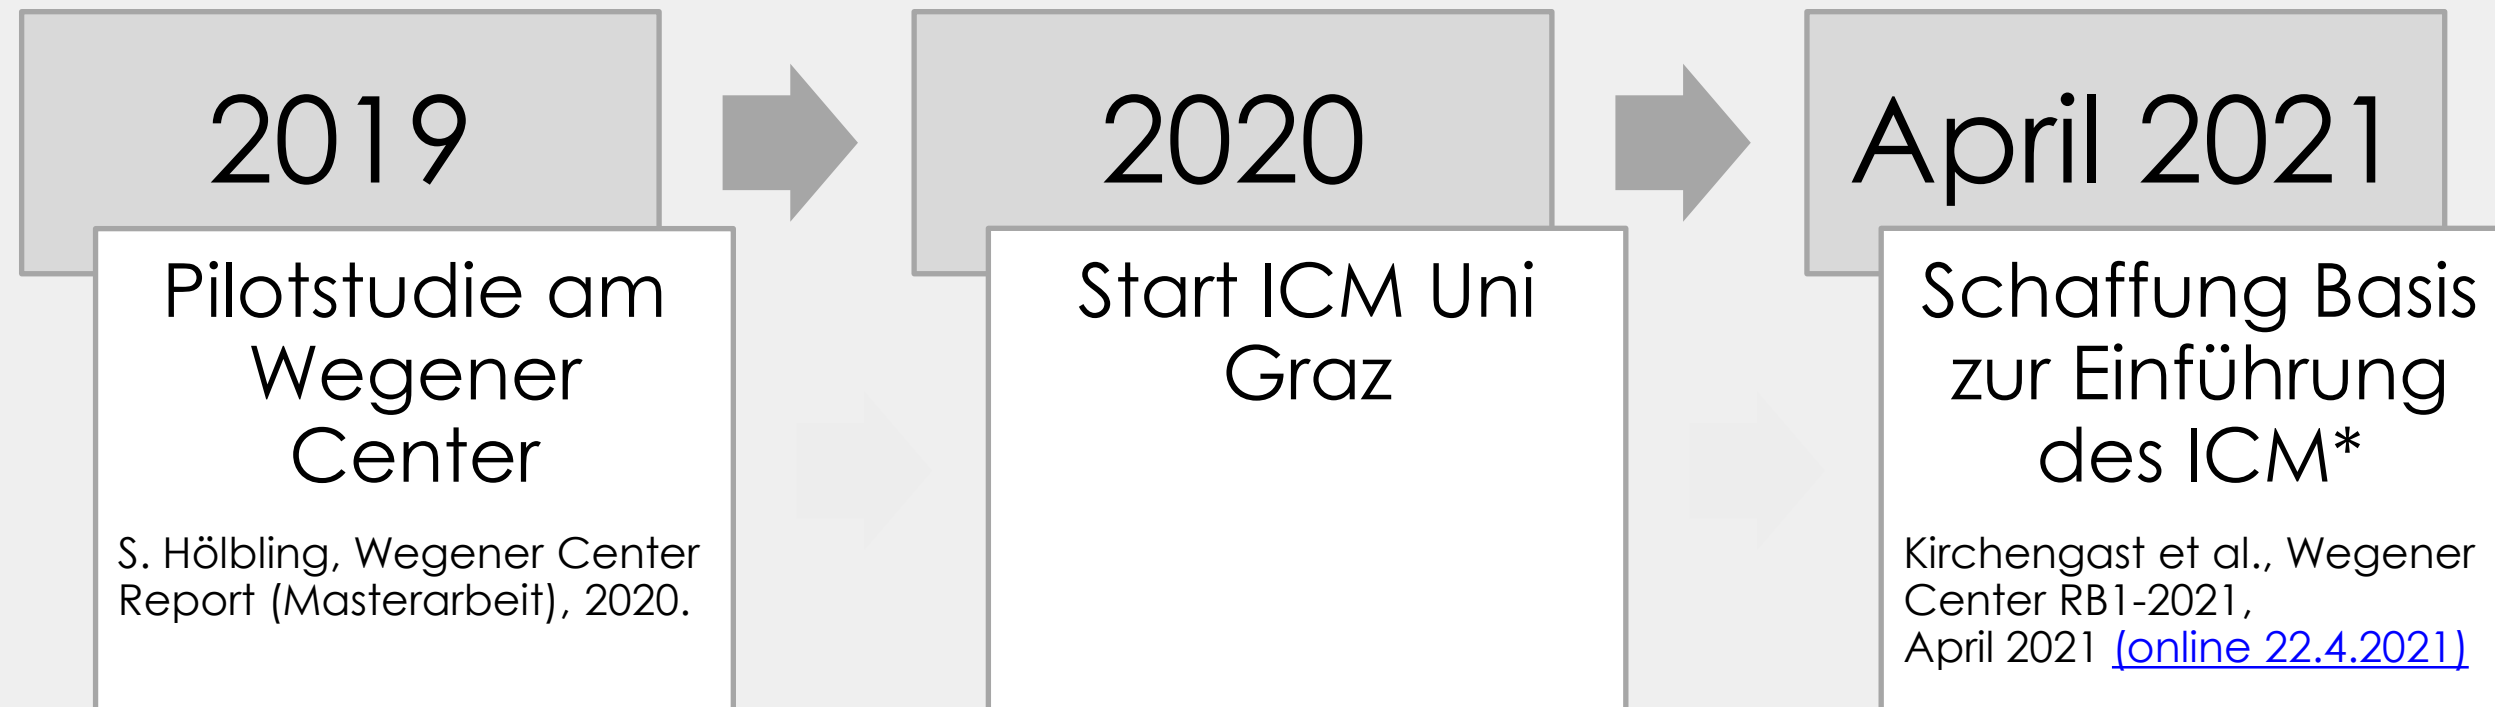 2019
Pilotstudie am
Wegener
Center
S. Hölbling, Wegener Center
Report (Masterarbeit), 2020.
2020
Start ICM Uni
Graz
April 2021
Schaffung Basis
zur Einführung
des ICM*
Kirchengast et al., Wegener
Center RB1-2021,
April 2021 (online 22.4.2021)